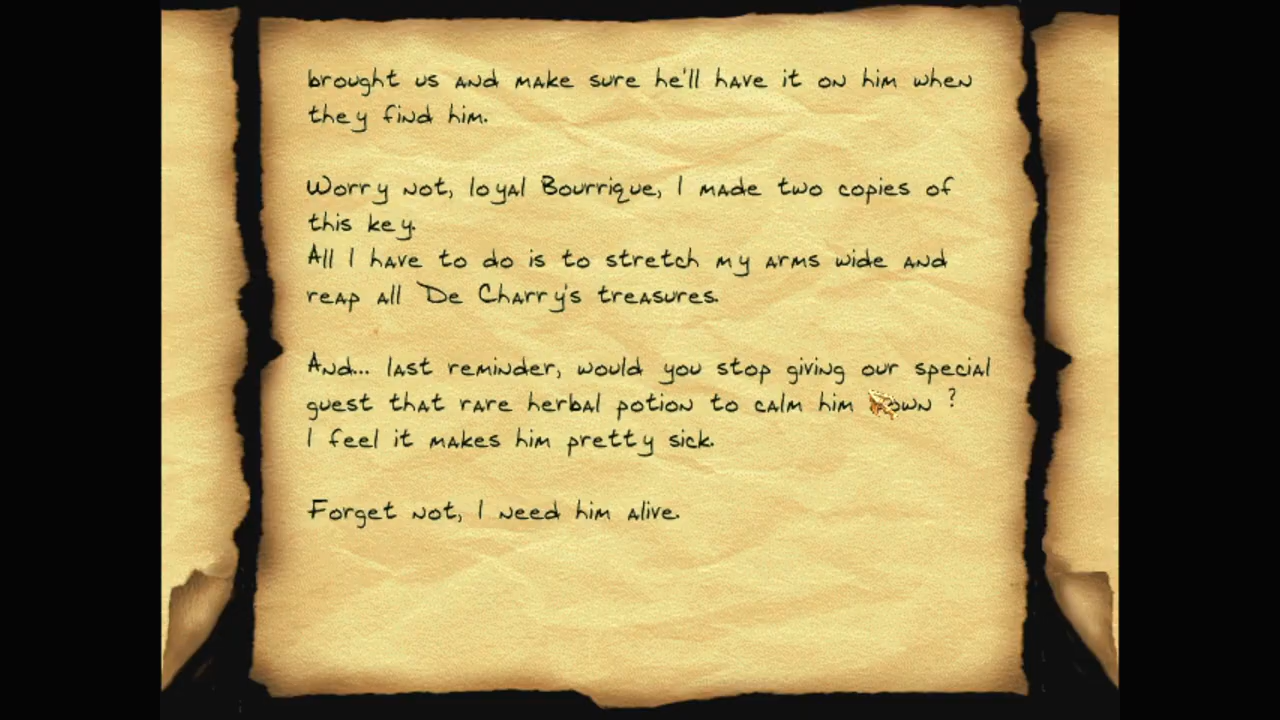 brought us and make sure he'll have it on him when
they find him.
Worry not, loyal Bourrique, I made two copies of
this key.
All I have to do is to stretch my arms wide and
reap all De Charry's treasures.
And... last reminder, would you stop giving our special
guest that rare herbal potion to calm him down ?
I feel it makes him pretty sick.
Forget not, I need him alive.